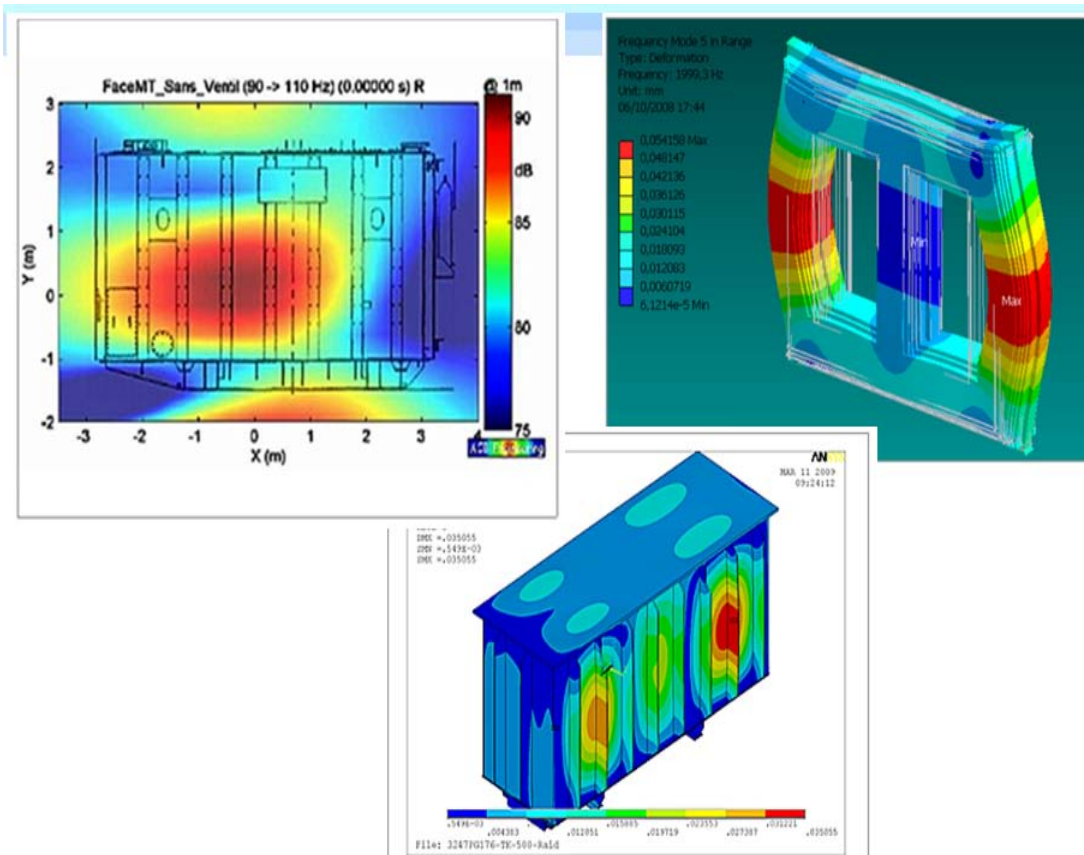 FaceMT_Sans_Ventil (90 -> 110 Hz) (0.00000 s) R
@ 1m
3
2
1
0
-1
-2
Y (m)
-3
-2
-1
0
1
2
3
4
X (m)
90
dB
85
80
75
Frequency Mode 5 in Range
Type: Deformation
Frequency: 1999,3 Hz
Unit: mm
06/10/2008 17:44
0,054158 Max
0,048147
0,042136
0,036126
0,030115
0,024104
0,018093
0,012083
0,0060719
6,1214e-5 Min
Min
Max
MAR 11 2009
09:24:12
DMX =.035055
SMN =.549E-03
SMX =.035055
.549E-03
.015885
.023553
.031221
.004383
.012051
.019719
.027387
.035055
File: 3247PG176-TK-500-Raid